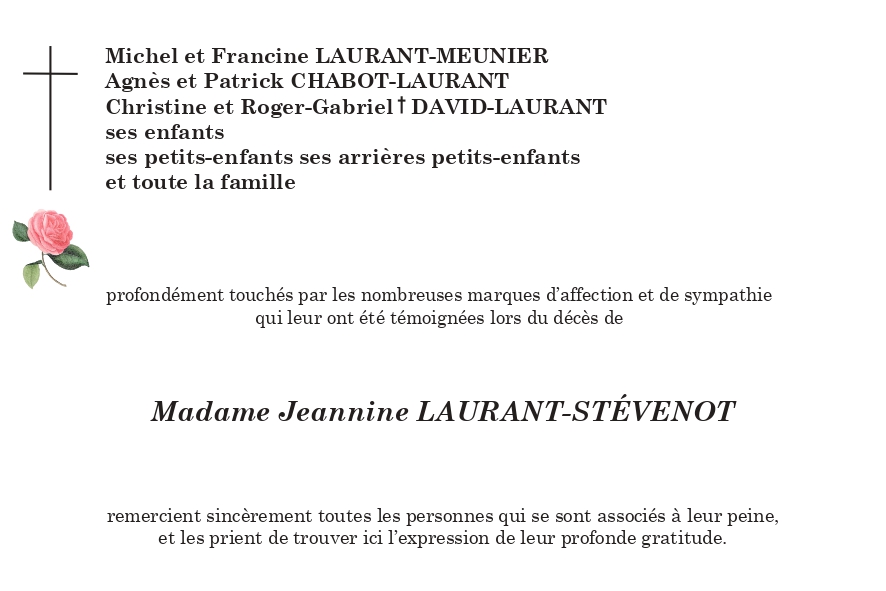 Michel et Francine LAURANT-MEUNIER
Agnès et Patrick CHABOT-LAURANT
Christine et Roger-Gabriel † DAVID-LAURANT
ses enfants
ses petits-enfants ses arrières petits-enfants
et toute la famille
profondément touchés par les nombreuses marques d’affection et de sympathie
qui leur ont été témoignées lors du décès de
Madame Jeannine LAURANT-STÉVENOT
remercient sincèrement toutes les personnes qui se sont associés à leur peine,
et les prient de trouver ici l’expression de leur profonde gratitude.